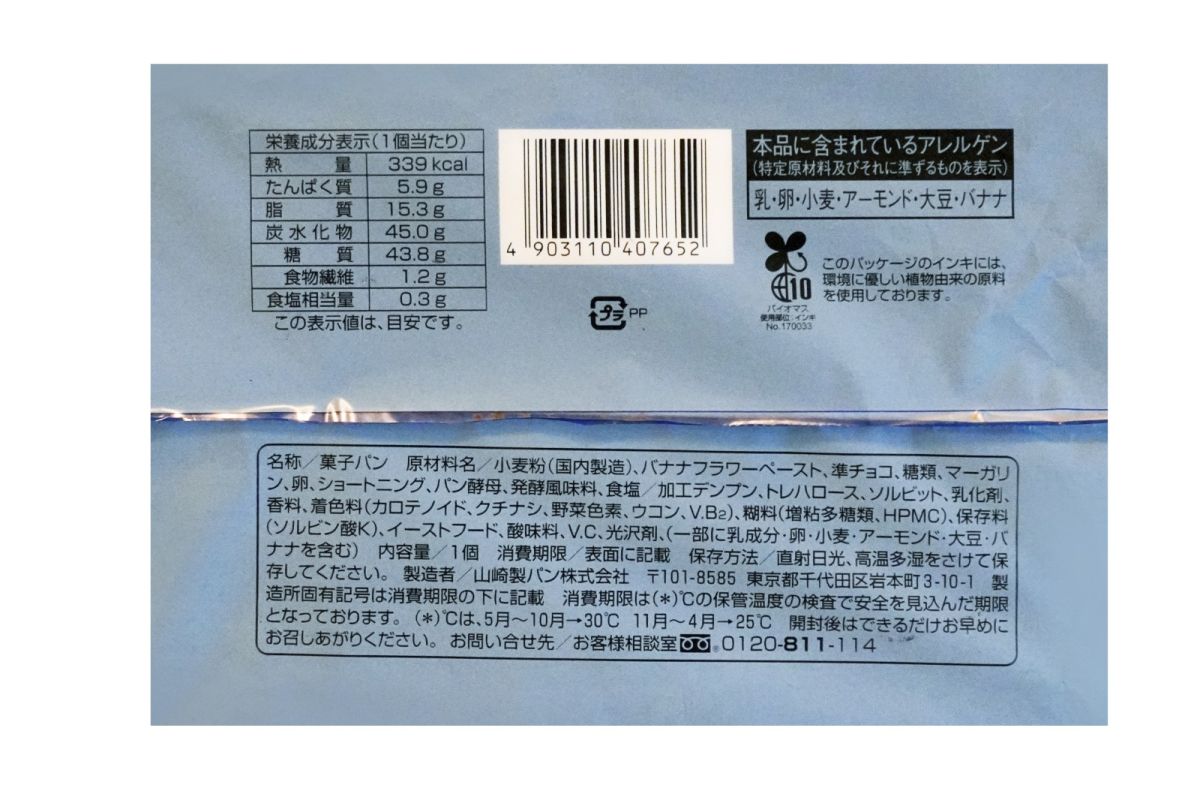 栄養成分表示(1個当たり)
熱量 339kcal
たんぱく質 5.9g
脂質 15.3g
炭水化物 45.0g
糖質 43.8g
食物繊維 1.2g
食塩相当量 0.3g
この表示値は、目安です。
4 903110 407652
プラ PP
本品に含まれているアレルゲン
(特定原材料及びそれに準ずるものを表示)
乳・卵・小麦・アーモンド・大豆・バナナ
10
バイオマス
使用部位:インキ
No.170033
このパッケージのインキには、
環境に優しい植物由来の原料
を使用しております。
名称/菓子パン 原材料名/小麦粉(国内製造)、バナナフラワーペースト、準チョコ、糖類、マーガリ
ン、卵、ショートニング、パン酵母、発酵風味料、食塩/加工デンプン、トレハロース、ソルビット、乳化剤、
香料、着色料(カロテノイド、クチナシ、野菜色素、ウコン、V.B2)、糊料(増粘多糖類、HPMC)、保存料
(ソルビン酸K)、イーストフード、酸味料、V.C、光沢剤、(一部に乳成分・卵・小麦・アーモンド・大豆・バ
ナナを含む) 内容量/1個 消費期限/表面に記載 保存方法/直射日光、高温多湿をさけて保
存してください。 製造者/山崎製パン株式会社 〒101-8585 東京都千代田区岩本町3-10-1 製
造所固有記号は消費期限の下に記載 消費期限は(*)℃の保管温度の検査で安全を見込んだ期限
となっております。(*)℃は、5月〜10月→30℃ 11月〜4月→25℃ 開封後はできるだけお早めに
お召しあがりください。 お問い合せ先/お客様相談室 0120-811-114